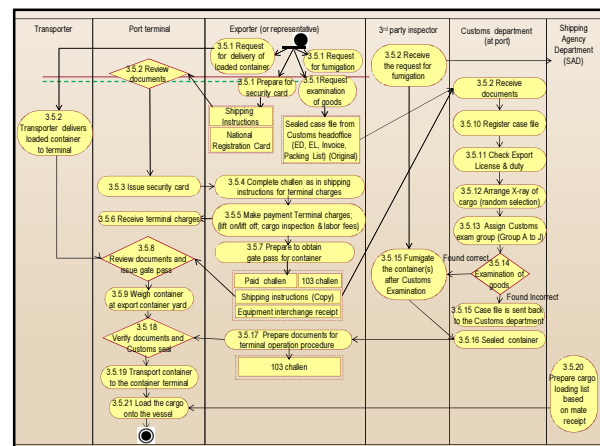 Transporter
Port terminal
Exporter (or representative)
3rd party inspector
Customs department
(at port)
Shipping
Agency
Department
(SAD)
3.5.1 Request
for delivery of
loaded container
3.5.1 Request
for fumigation
3.5.2 Receive
the request for
fumigation
3.5.2 Review
documents
3.5.1 Prepare for
security card
3.5.1Request
examination
of goods
3.5.2 Receive
documents
3.5.2
Transporter delivers
loaded container
to terminal
Shipping
Instructions
National
Registration Card
Sealed case file from
Customs headoffice
(ED, EL, Invoice,
Packing List) (Original)
3.5.10 Register case file
3.5.11 Check Export
License & duty
3.5.3 Issue security card
3.5.4 Complete challen as in shipping
instructions for terminal charges
3.5.12 Arrange X-ray of
cargo (random selection)
3.5.6 Receive terminal charges
3.5.5 Make payment Terminal charges;
(lift on/lift off; cargo inspection & labor fees)
3.5.13 Assign Customs
exam group (Group A to J)
3.5.8
Review documents and
issue gate pass
3.5.7 Prepare to obtain
gate pass for container
3.5.15 Fumigate
the container(s)
after Customs
Examination
Found correct
3.5.14
Examination of
goods
Paid challen
103 challen
Shipping instructions (Copy)
Equipment interchange receipt
Found Incorrect
3.5.9 Weigh container
at export container yard
3.5.15 Case file is sent back
to the Customs department
3.5.18
Verify documents and
Customs seal
3.5.17 Prepare documents for
terminal operation procedure
3.5.16 Sealed container
103 challen
3.5.19 Transport container
to the container terminal
3.5.20
Prepare cargo
loading list
based on
mate
receipt
3.5.21 Load the cargo
onto the vessel